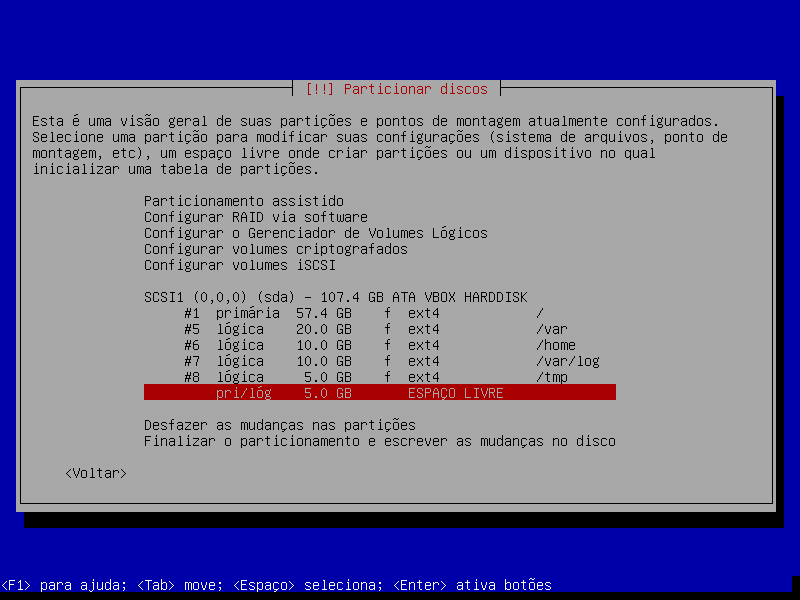 [!!] Particionar discos
Esta é uma visão geral de suas partições e pontos de montagem atualmente configurados.
Selecione uma partição para modificar suas configurações (sistema de arquivos, ponto de
montagem, etc), um espaço livre onde criar partições ou um dispositivo no qual
inicializar uma tabela de partições.
Particionamento assistido
Configurar RAID via software
Configurar o Gerenciador de Volumes Lógicos
Configurar volumes criptografados
Configurar volumes iSCSI
SCSI1 (0,0,0) (sda) - 107.4 GB ATA VBOX HARDDISK
#1 primária 57.4 GB f ext4 /
#5 lógica 20.0 GB f ext4 /var
#6 lógica 10.0 GB f ext4 /home
#7 lógica 10.0 GB f ext4 /var/log
#8 lógica 5.0 GB f ext4 /tmp
pri/lóg 5.0 GB ESPAÇO LIVRE
Desfazer as mudanças nas partições
Finalizar o particionamento e escrever as mudanças no disco
<Voltar>
<F1> para ajuda; <Tab> move; <Espaço> seleciona; <Enter> ativa botões